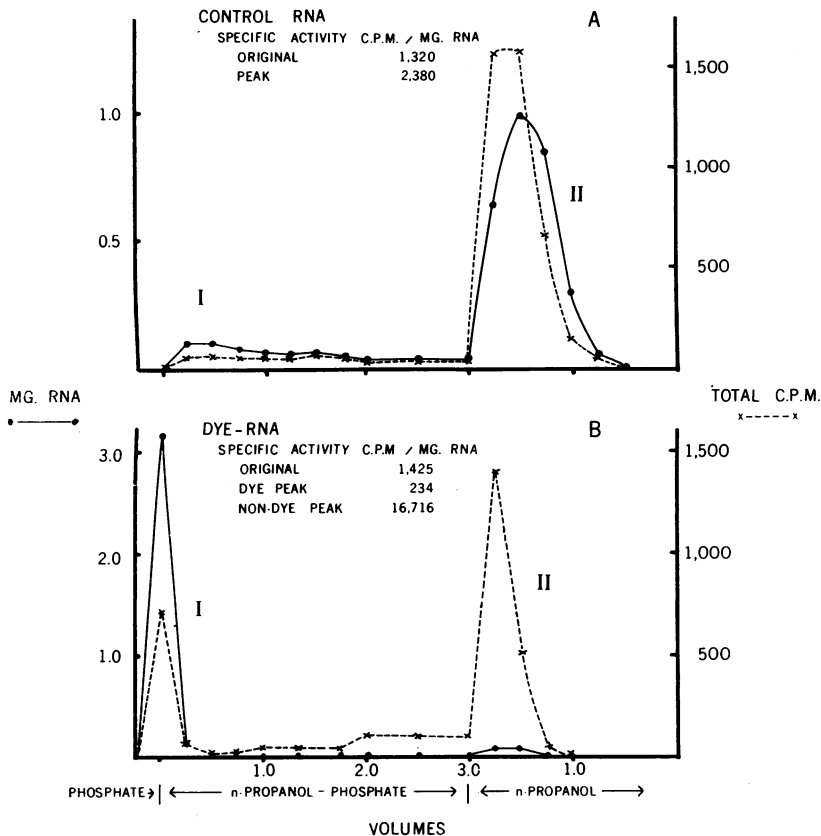 CONTROL RNA
A
SPECIFIC ACTIVITY C.P.M. / MG. RNA
ORIGINAL 1,320
PEAK 2,380
1.0
0.5
1,500
1,000
500
I
II
MG. RNA
TOTAL C.P.M.
x-----x
DYE-RNA
B
SPECIFIC ACTIVITY C.P.M / MG. RNA
ORIGINAL 1,425
DYE PEAK 234
NON-DYE PEAK 16,716
3.0
2.0
1.0
1,500
1,000
500
I
II
1.0 2.0 3.0 1.0
PHOSPHATE n-PROPANOL - PHOSPHATE n-PROPANOL
VOLUMES